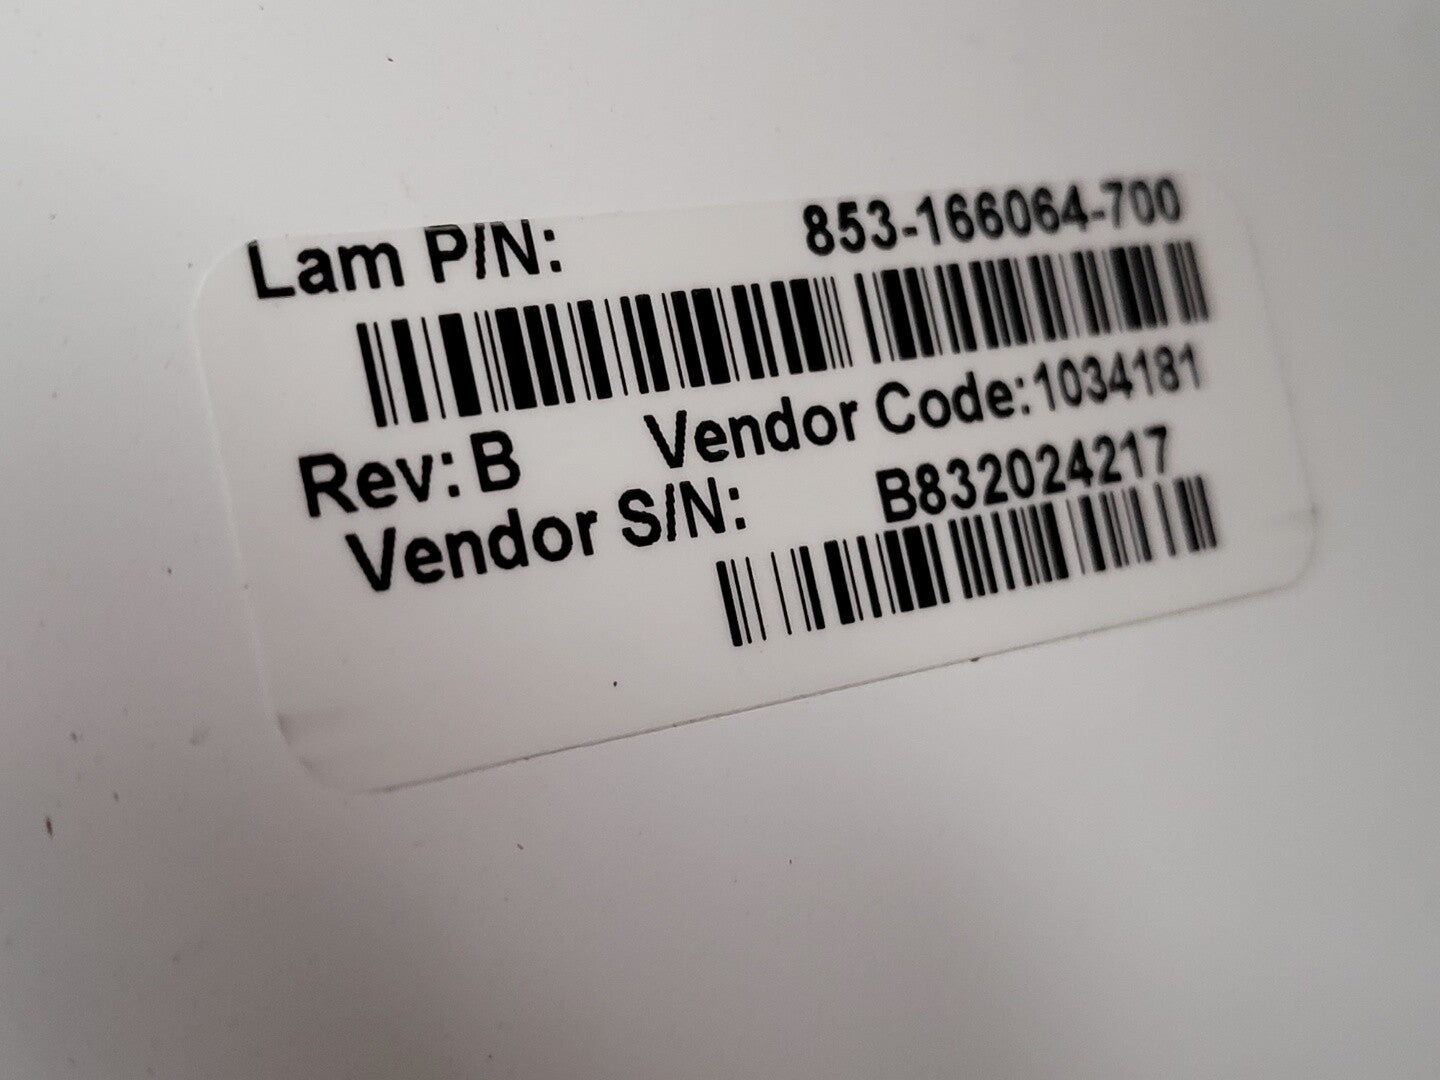 Lam P/N: 853-166064-700
Rev: B Vendor Code:1034181
Vendor S/N: B832024217